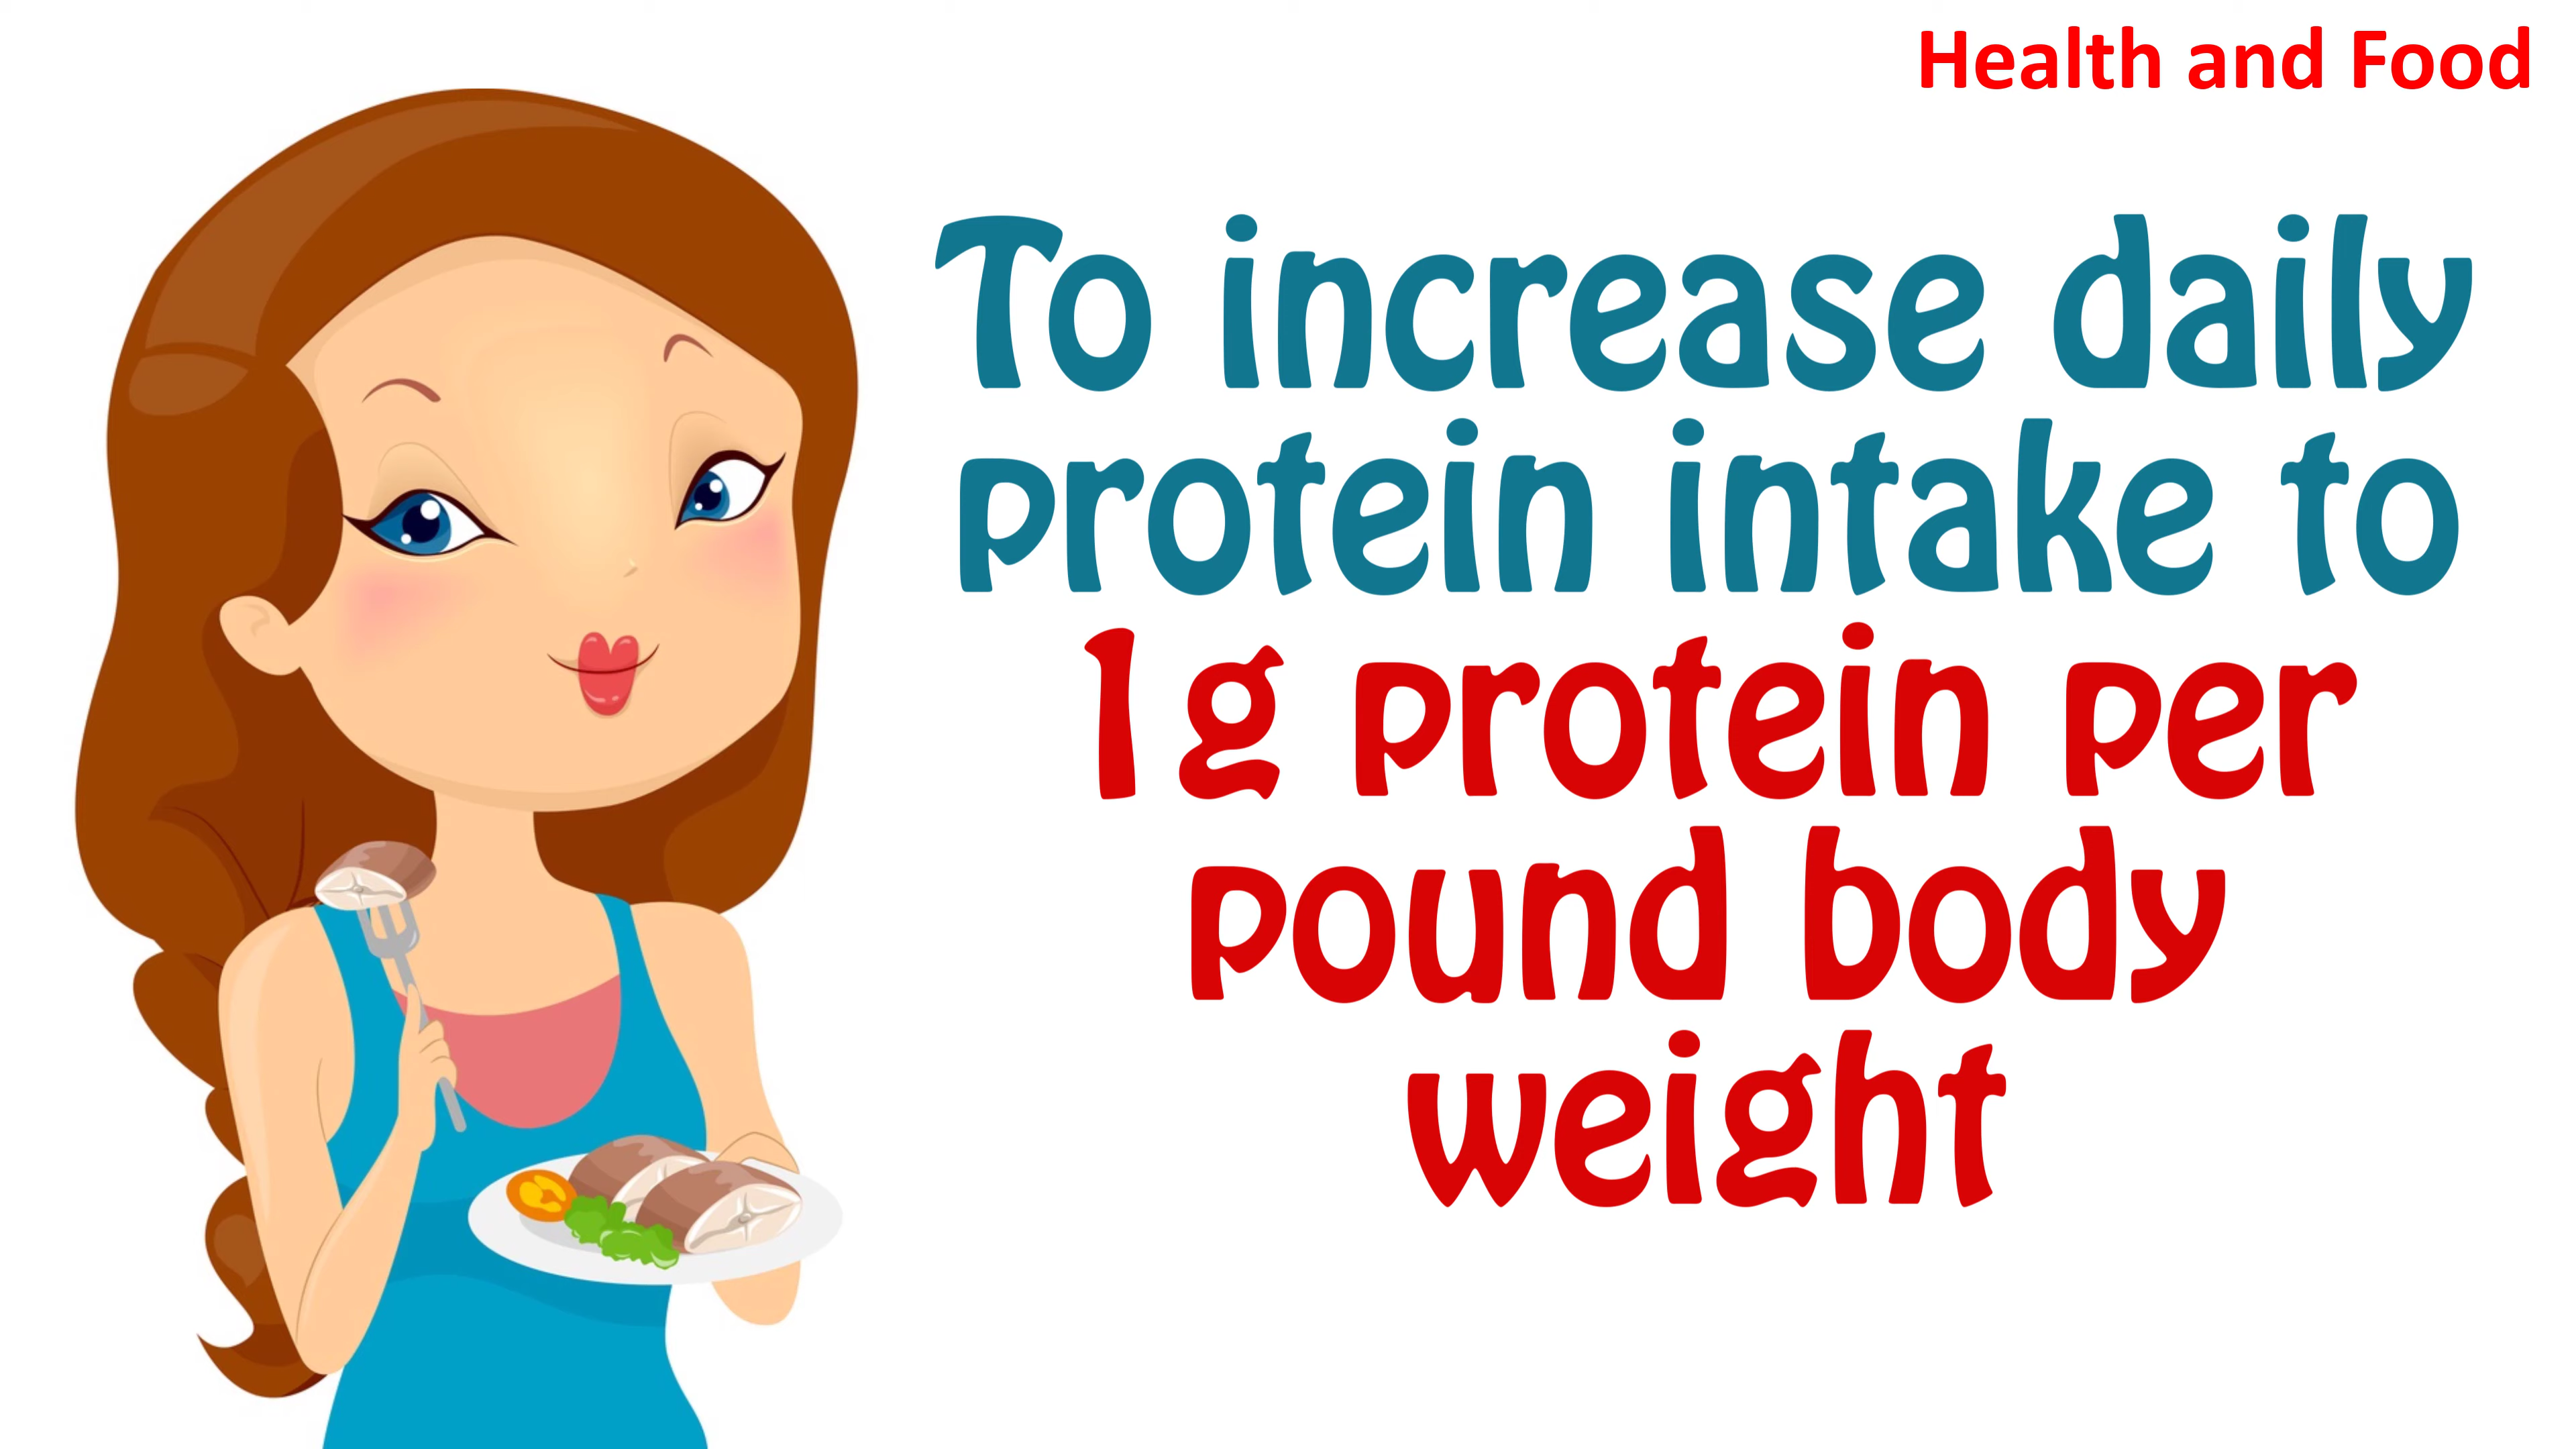 Health and Food
To increase daily
protein intake to
1g protein per
pound body
weight